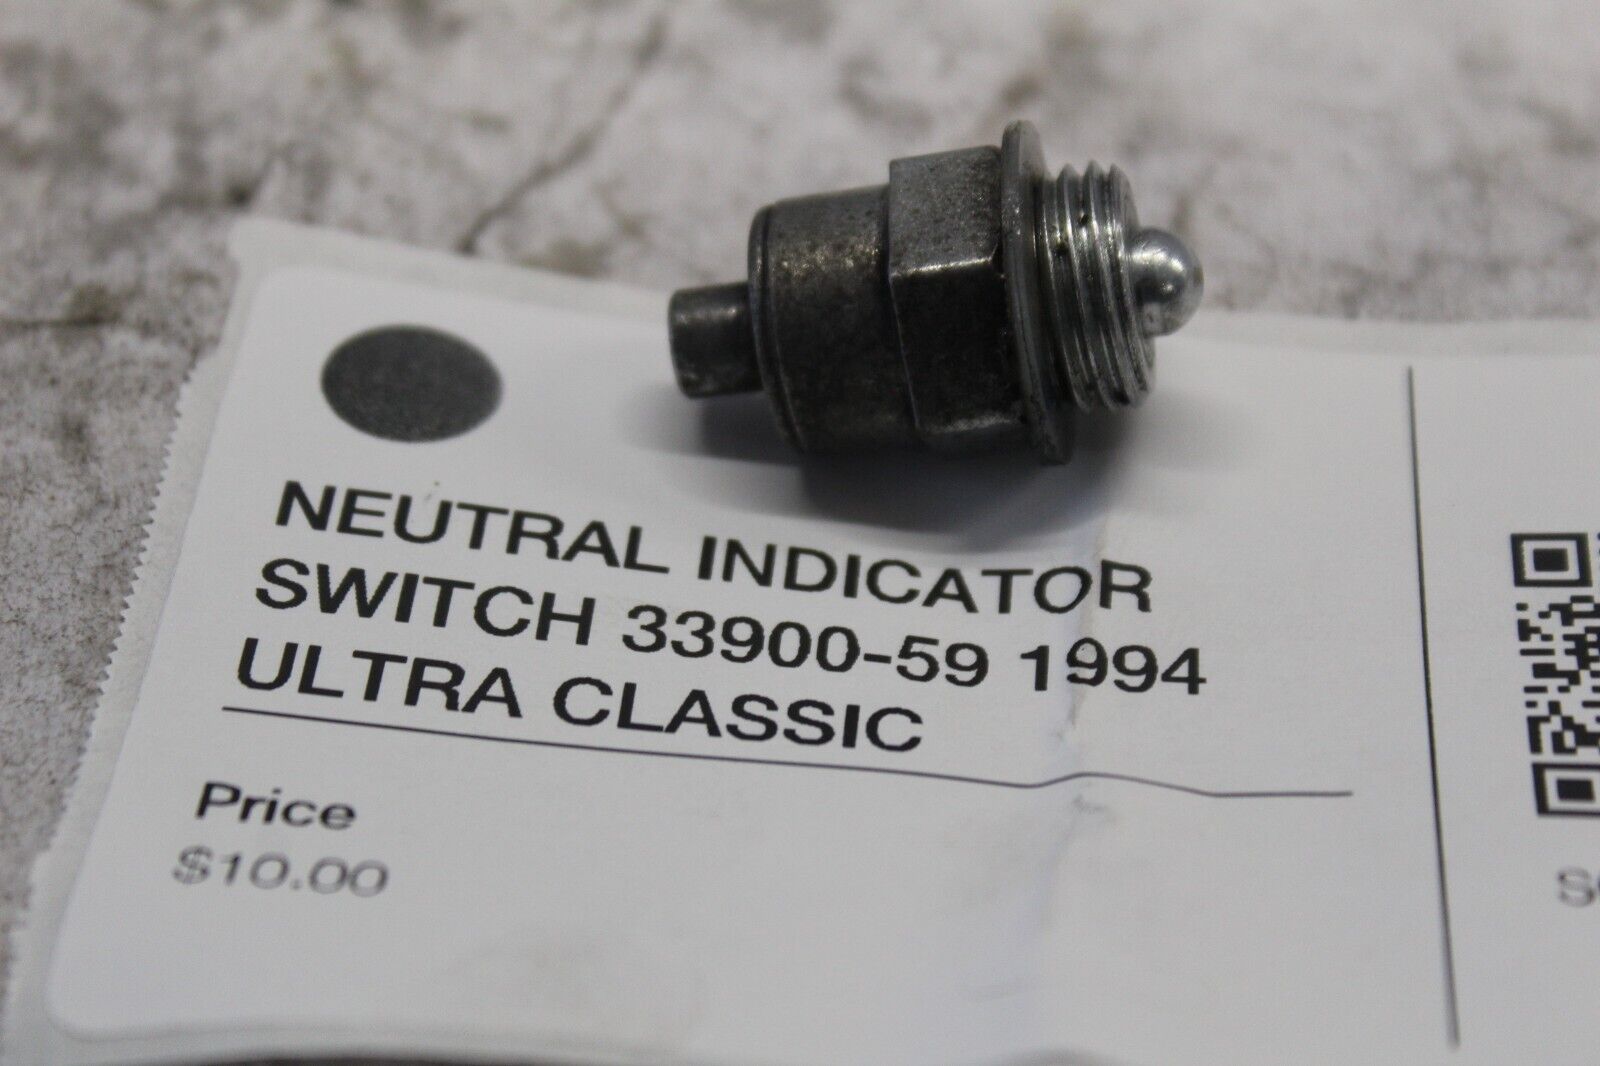 NEUTRAL INDICATOR
SWITCH 33900-59 1994
ULTRA CLASSIC
Price
$10.00